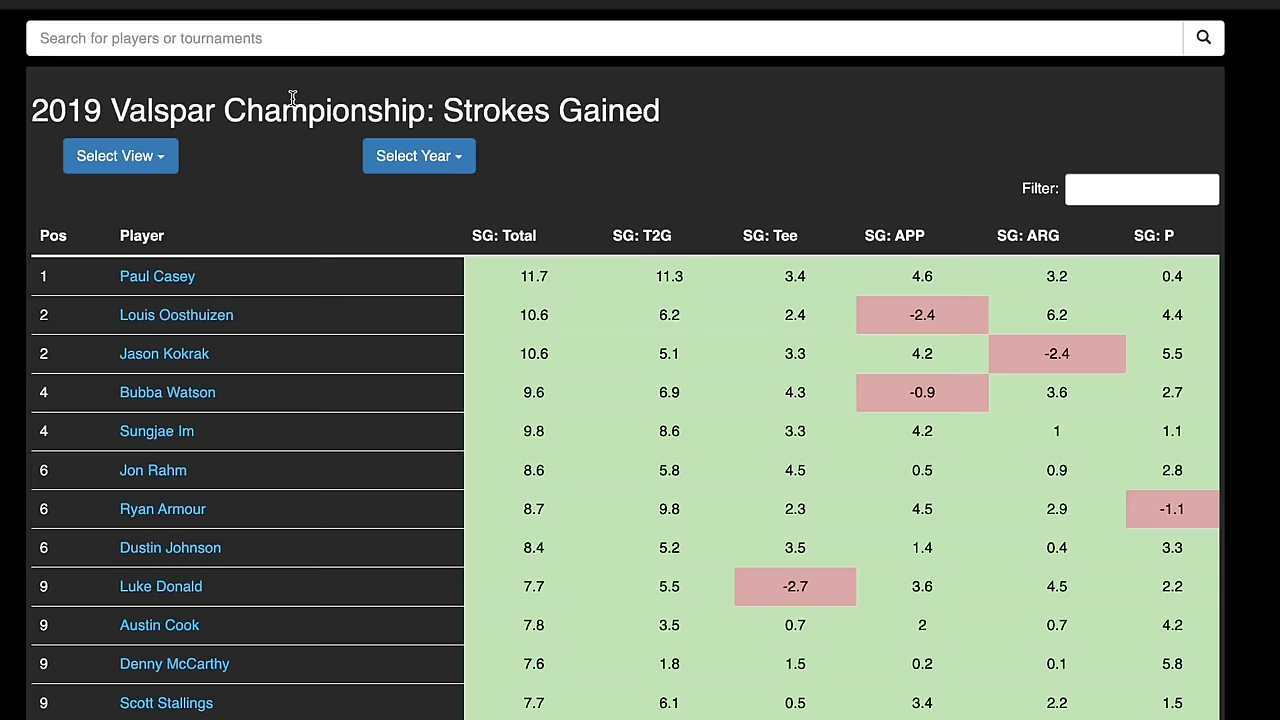 Search for players or tournaments
2019 Valspar Championship: Strokes Gained
Select View Select Year
Filter:
Pos Player SG: Total SG: T2G SG: Tee SG: APP SG: ARG SG: P
1 Paul Casey 11.7 11.3 3.4 4.6 3.2 0.4
2 Louis Oosthuizen 10.6 6.2 2.4 -2.4 6.2 4.4
2 Jason Kokrak 10.6 5.1 3.3 4.2 -2.4 5.5
4 Bubba Watson 9.6 6.9 4.3 -0.9 3.6 2.7
4 Sungjae Im 9.8 8.6 3.3 4.2 1 1.1
6 Jon Rahm 8.6 5.8 4.5 0.5 0.9 2.8
6 Ryan Armour 8.7 9.8 2.3 4.5 2.9 -1.1
6 Dustin Johnson 8.4 5.2 3.5 1.4 0.4 3.3
9 Luke Donald 7.7 5.5 -2.7 3.6 4.5 2.2
9 Austin Cook 7.8 3.5 0.7 2 0.7 4.2
9 Denny McCarthy 7.6 1.8 1.5 0.2 0.1 5.8
9 Scott Stallings 7.7 6.1 0.5 3.4 2.2 1.5